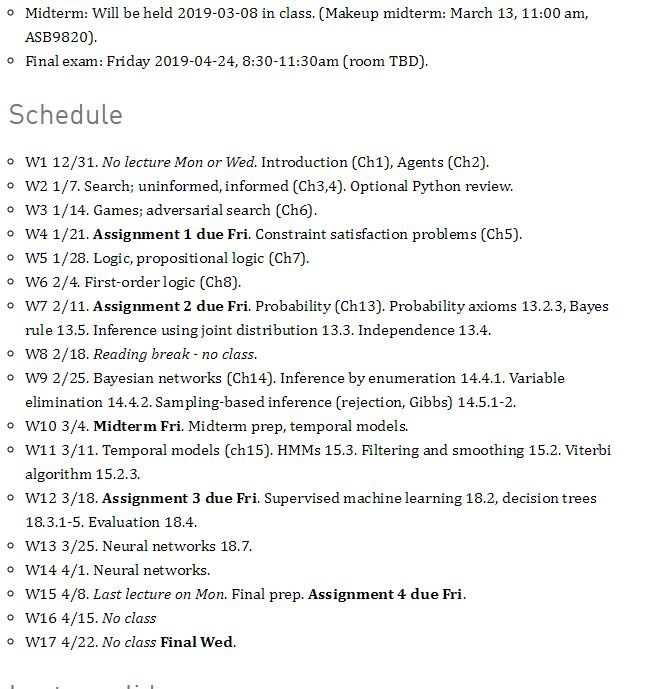 Midterm: Will be held 2019-03-08 in class. (Makeup midterm: March 13, 11:00 am,
ASB9820).
Final exam: Friday 2019-04-24, 8:30-11:30am (room TBD).
Schedule
W1 12/31. No lecture Mon or Wed. Introduction (Ch1), Agents (Ch2).
W2 1/7. Search; uninformed, informed (Ch3,4). Optional Python review.
W3 1/14. Games; adversarial search (Ch6).
W4 1/21. Assignment 1 due Fri. Constraint satisfaction problems (Ch5).
W5 1/28. Logic, propositional logic (Ch7).
W6 2/4. First-order logic (Ch8).
W7 2/11. Assignment 2 due Fri. Probability (Ch13). Probability axioms 13.2.3, Bayes
rule 13.5. Inference using joint distribution 13.3. Independence 13.4.
W8 2/18. Reading break - no class.
W9 2/25. Bayesian networks (Ch14). Inference by enumeration 14.4.1. Variable
elimination 14.4.2. Sampling-based inference (rejection, Gibbs) 14.5.1-2.
W10 3/4. Midterm Fri. Midterm prep, temporal models.
W11 3/11. Temporal models (ch15). HMMs 15.3. Filtering and smoothing 15.2. Viterbi
algorithm 15.2.3.
W12 3/18. Assignment 3 due Fri. Supervised machine learning 18.2, decision trees
18.3.1-5. Evaluation 18.4.
W13 3/25. Neural networks 18.7.
W14 4/1. Neural networks.
W15 4/8. Last lecture on Mon. Final prep. Assignment 4 due Fri.
W16 4/15. No class
W17 4/22. No class Final Wed.